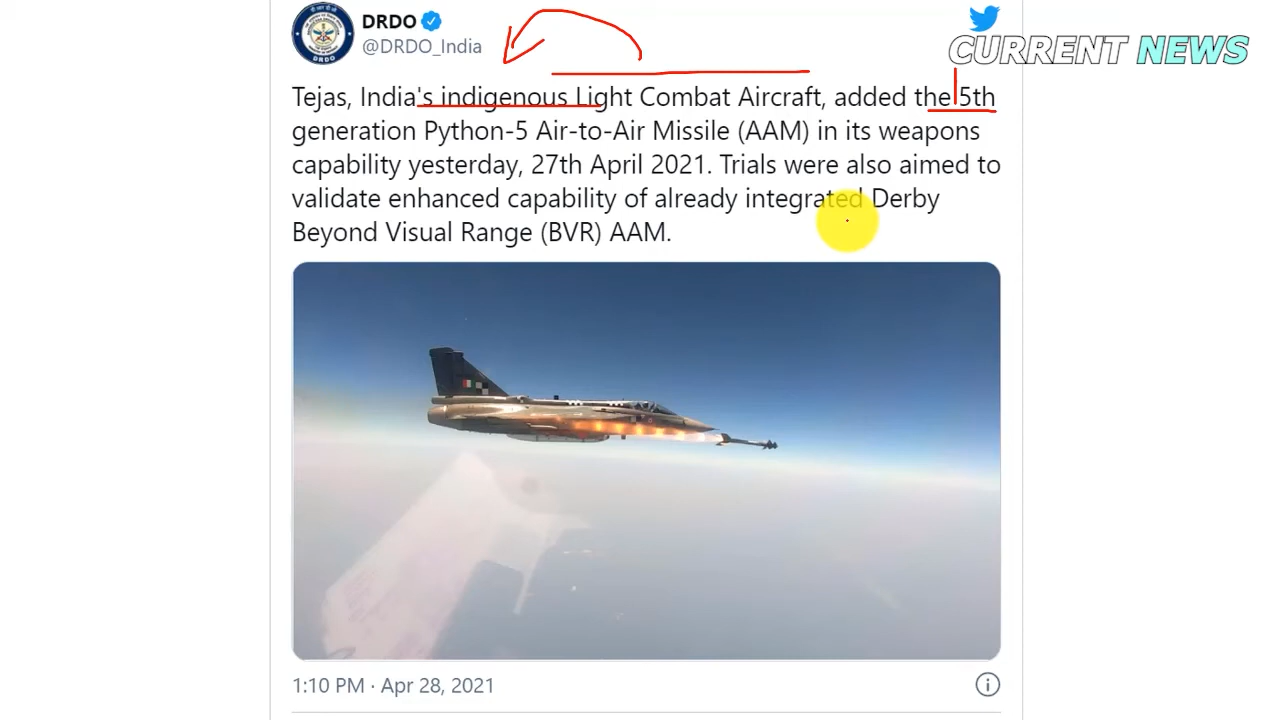 DRDO
@DRDO_India
CURRENT NEWS
Tejas, India's indigenous Light Combat Aircraft, added the 5th
generation Python-5 Air-to-Air Missile (AAM) in its weapons
capability yesterday, 27th April 2021. Trials were also aimed to
validate enhanced capability of already integrated Derby
Beyond Visual Range (BVR) AAM.
1:10 PM · Apr 28, 2021